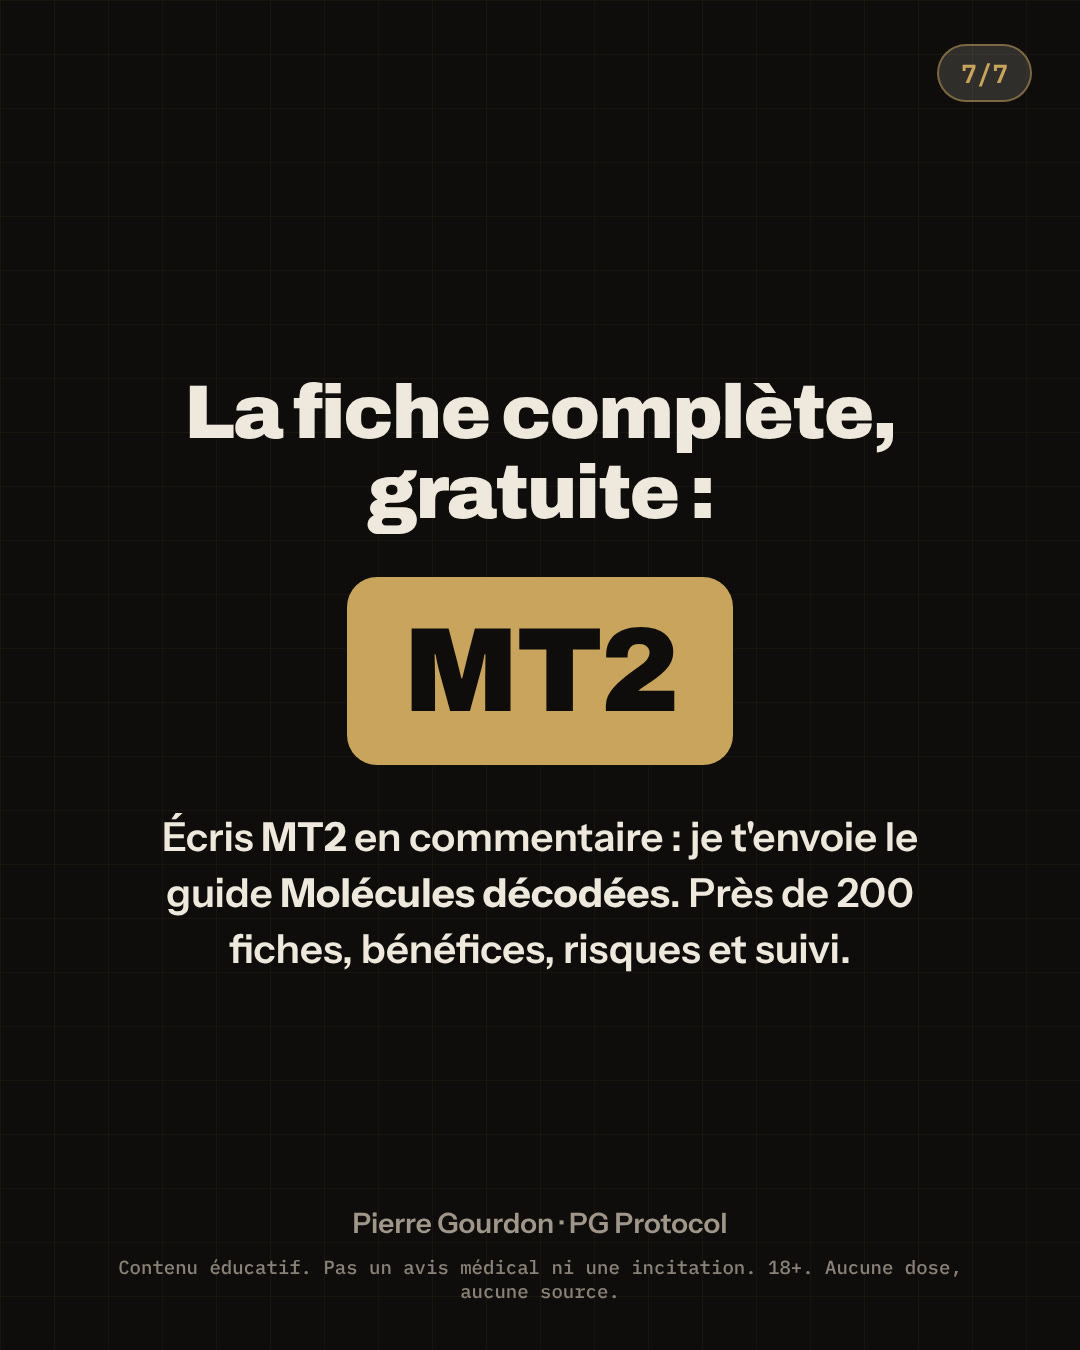 7/7
La fiche complète,
gratuite :
MT2
Écris MT2 en commentaire : je t'envoie le
guide Molécules décodées. Près de 200
fiches, bénéfices, risques et suivi.
Pierre Gourdon · PG Protocol
Contenu éducatif. Pas un avis médical ni une incitation. 18+. Aucune dose,
aucune source.